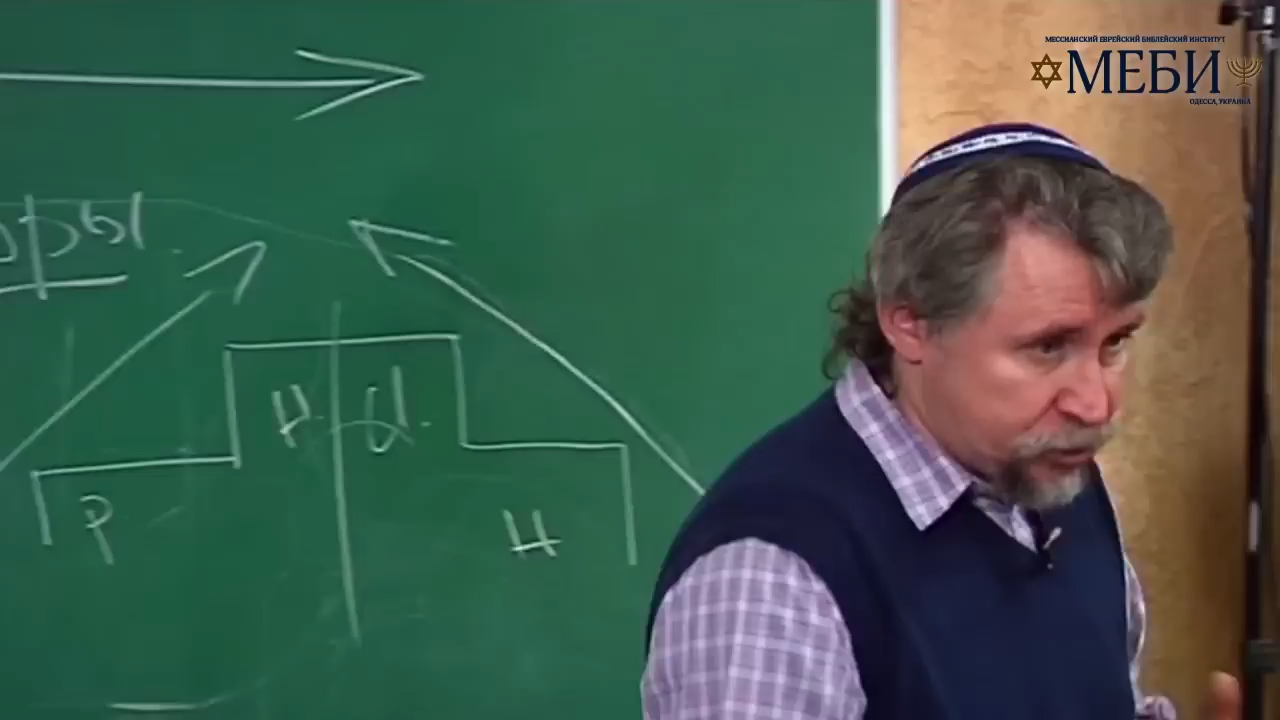 МЕССИАНСКИЙ ЕВРЕЙСКИЙ БИБЛЕЙСКИЙ ИНСТИТУТ
МЕБИ
ОДЕССА, УКРАИНА
Н.
Р
Н